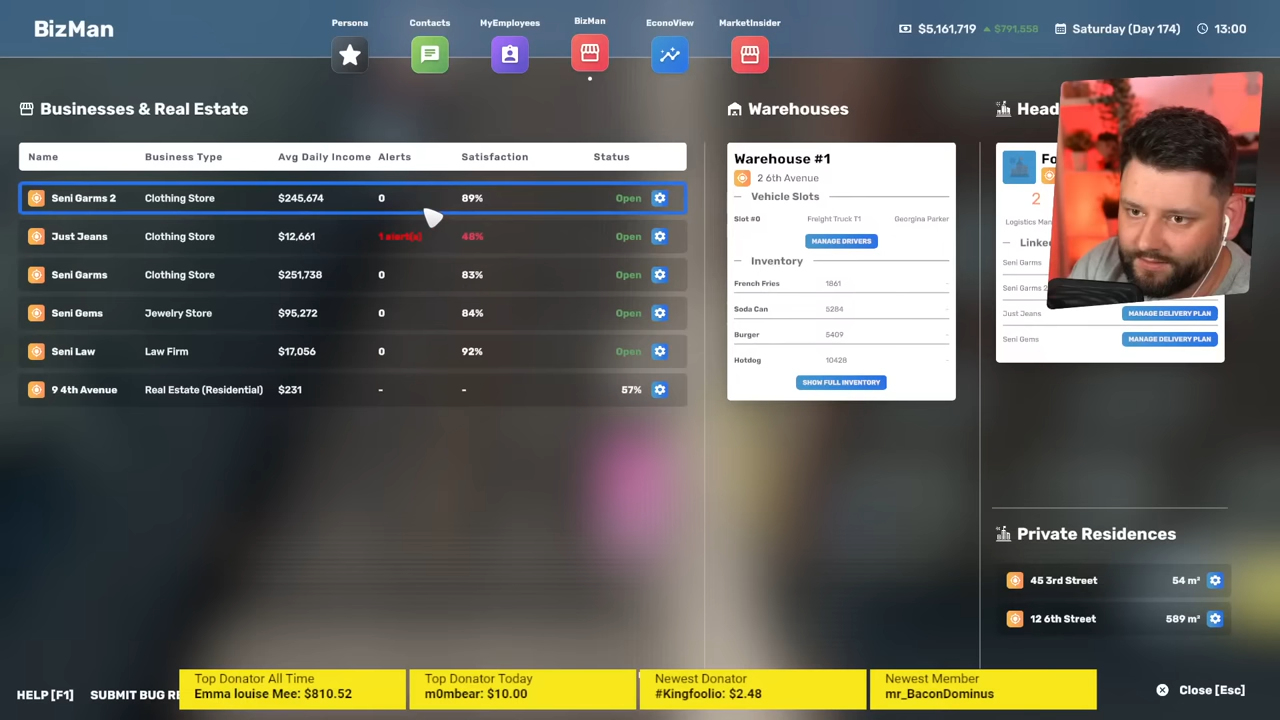 BizMan
Persona
Contacts
MyEmployees
BizMan
EconoView
MarketInsider
$5,161,719 $791,558
Saturday (Day 174)
13:00
Businesses & Real Estate
Name Business Type Avg Daily Income Alerts Satisfaction Status
Seni Garms 2 Clothing Store $245,674 0 89% Open
Just Jeans Clothing Store $12,661 1 alert(s) 48% Open
Seni Garms Clothing Store $251,738 0 83% Open
Seni Gems Jewelry Store $95,272 0 84% Open
Seni Law Law Firm $17,056 0 92% Open
9 4th Avenue Real Estate (Residential) $231 - - 57%
Warehouses
Warehouse #1
2 6th Avenue
Vehicle Slots
Slot #0 Freight Truck T1 Georgina Parker
MANAGE DRIVERS
Inventory
French Fries 1861 -
Soda Can 5284 -
Burger 5409 -
Hotdog 10428 -
SHOW FULL INVENTORY
Head
Fo
2
Logistics Man
Linke
Seni Garms
Seni Garms 2
Just Jeans MANAGE DELIVERY PLAN
Seni Gems MANAGE DELIVERY PLAN
Private Residences
45 3rd Street 54 m²
12 6th Street 589 m²
HELP [F1] SUBMIT BUG RE
Top Donator All Time
Emma louise Mee: $810.52
Top Donator Today
m0mbear: $10.00
Newest Donator
#Kingfoolio: $2.48
Newest Member
mr_BaconDominus
Close [Esc]